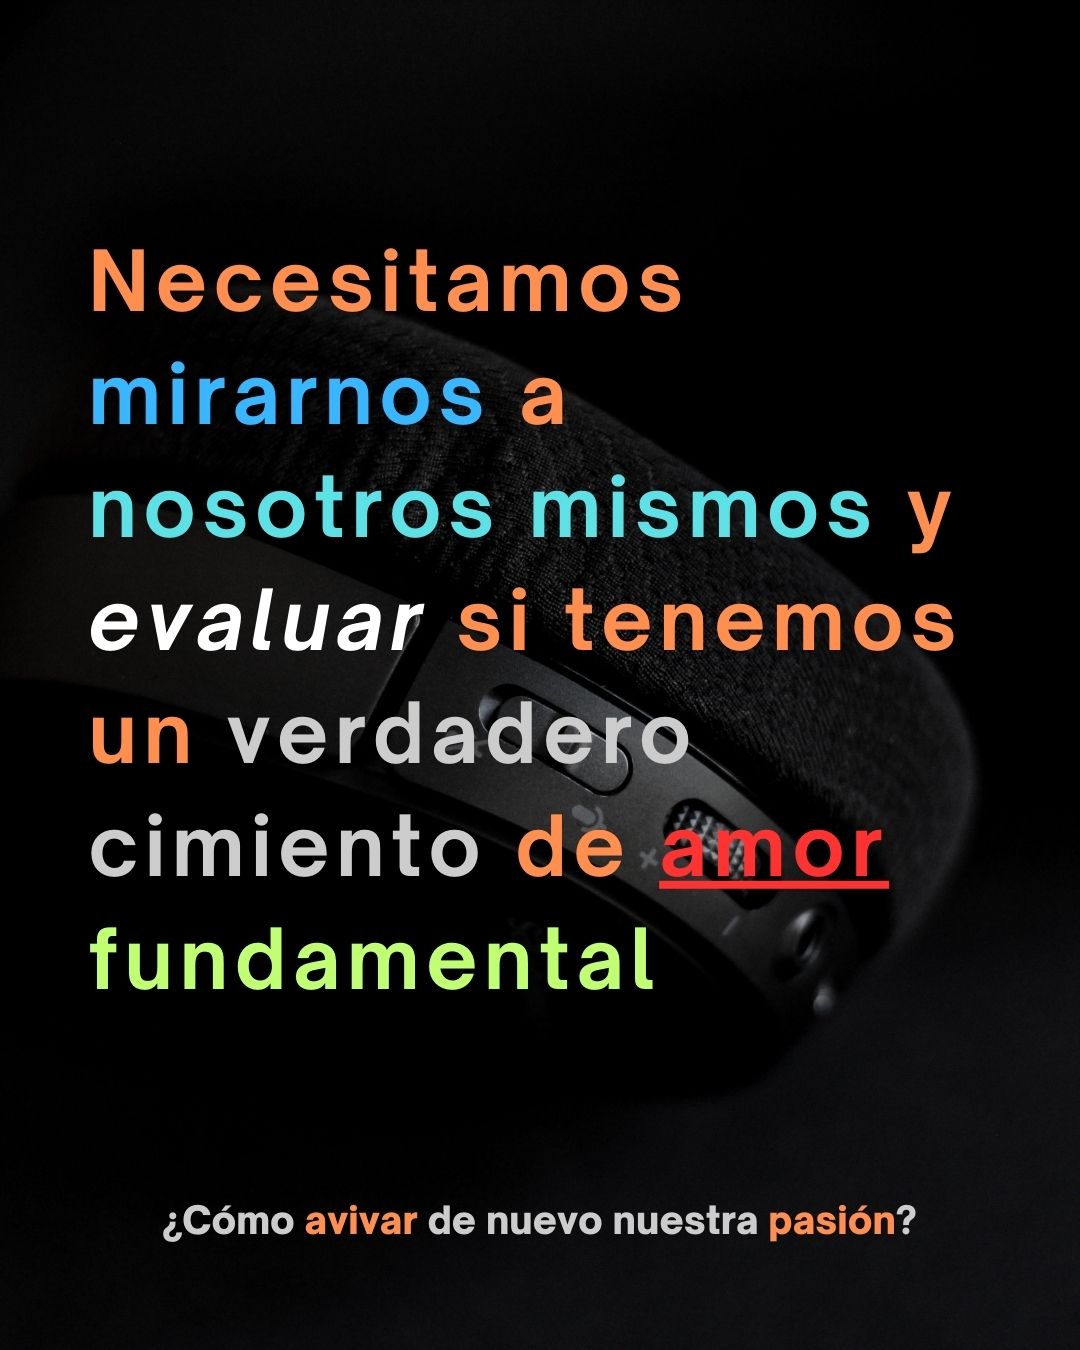 Necesitamos
mirarnos a
nosotros mismos y
evaluar si tenemos
un verdadero
cimiento de amor
fundamental
¿Cómo avivar de nuevo nuestra pasión?